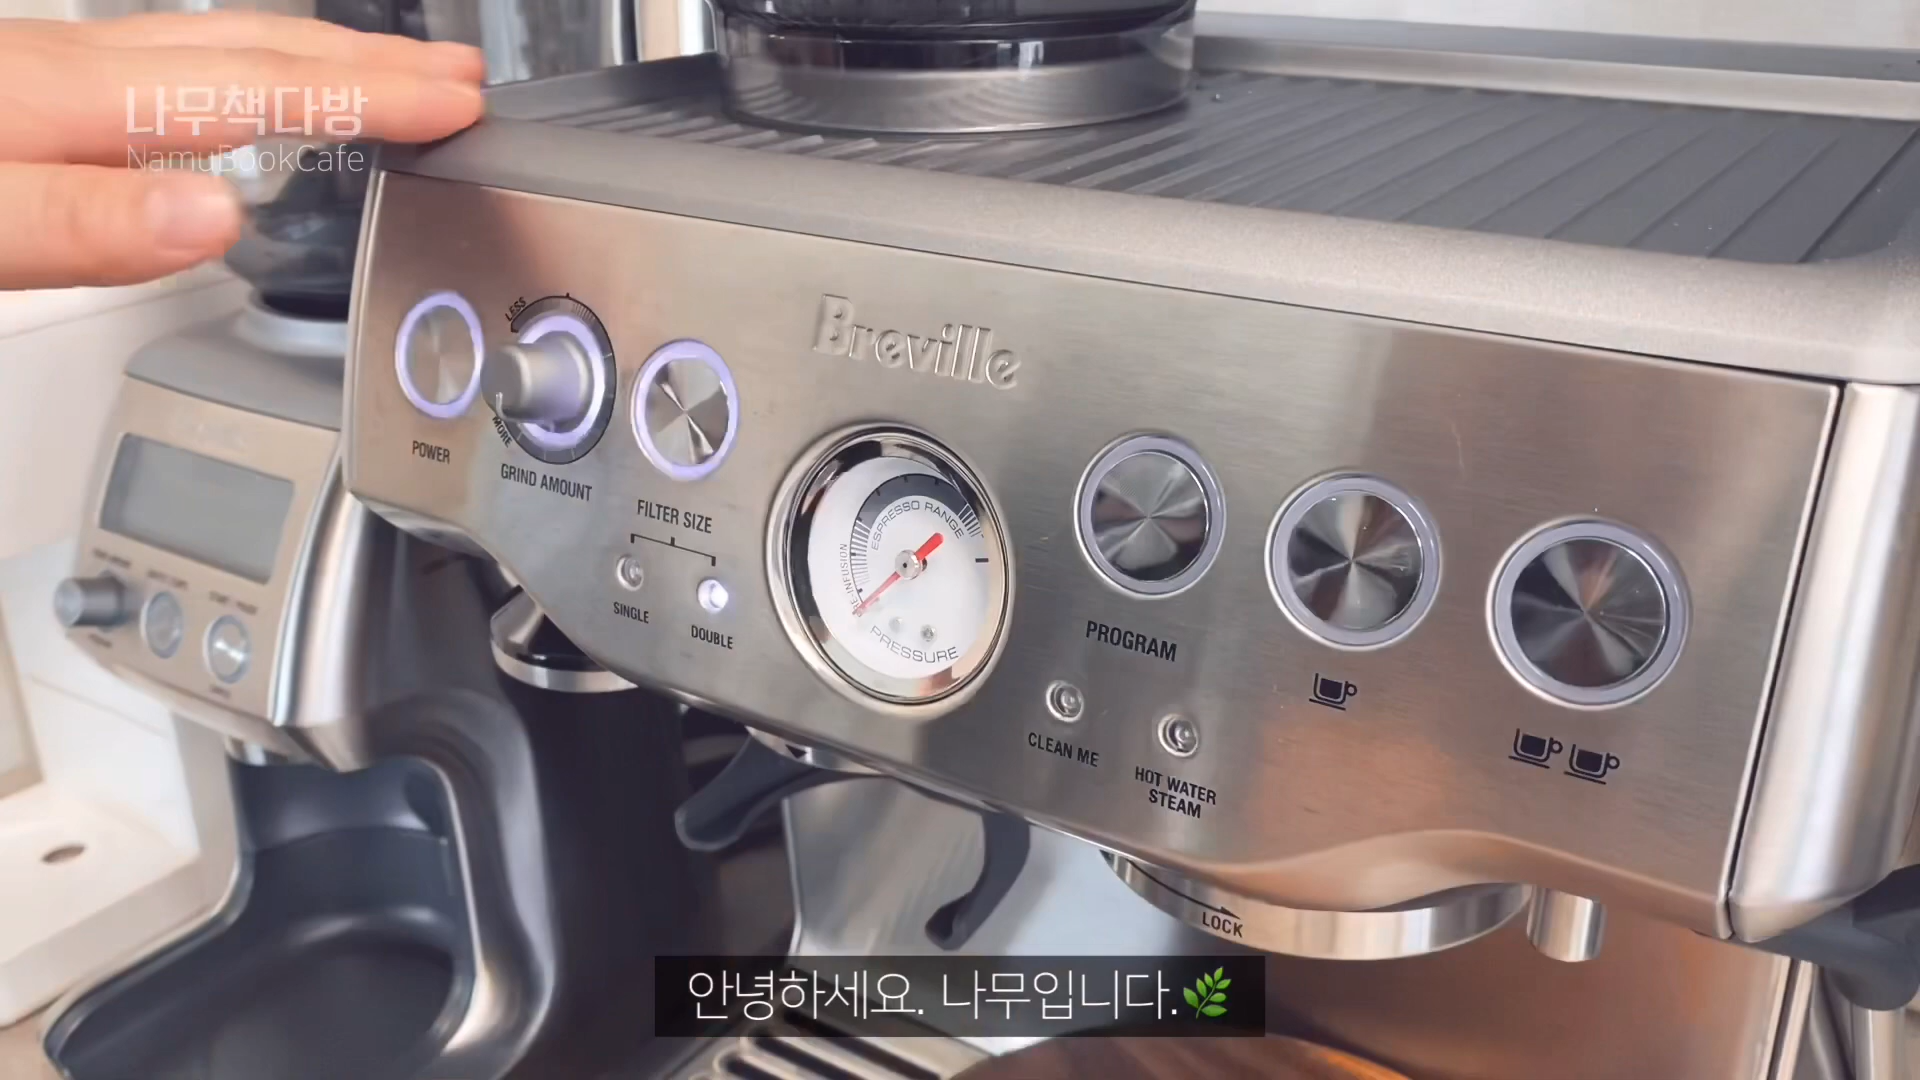 나무책다방
NamuBookCafe
Breville
LESS
MORE
POWER
GRIND AMOUNT
FILTER SIZE
SINGLE
DOUBLE
ESPRESSO RANGE
PRESSURE
PROGRAM
CLEAN ME
HOT WATER
STEAM
LOCK
안녕하세요. 나무입니다.🌿